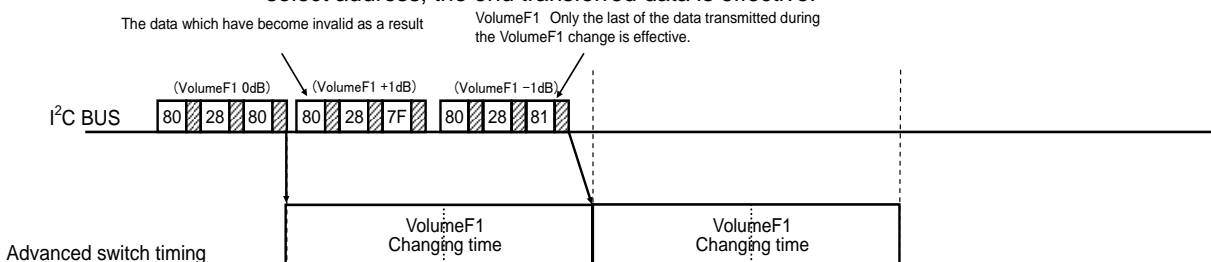 select address, the end transferred data is effective.
The data which have become invalid as a result
VolumeF1 Only the last of the data transmitted during
the VolumeF1 change is effective.
(VolumeF1 0dB)
(VolumeF1 +1dB)
(VolumeF1 −1dB)
I²C BUS
80 28 80
80 28 7F
80 28 81
VolumeF1
Changing time
VolumeF1
Changing time
Advanced switch timing